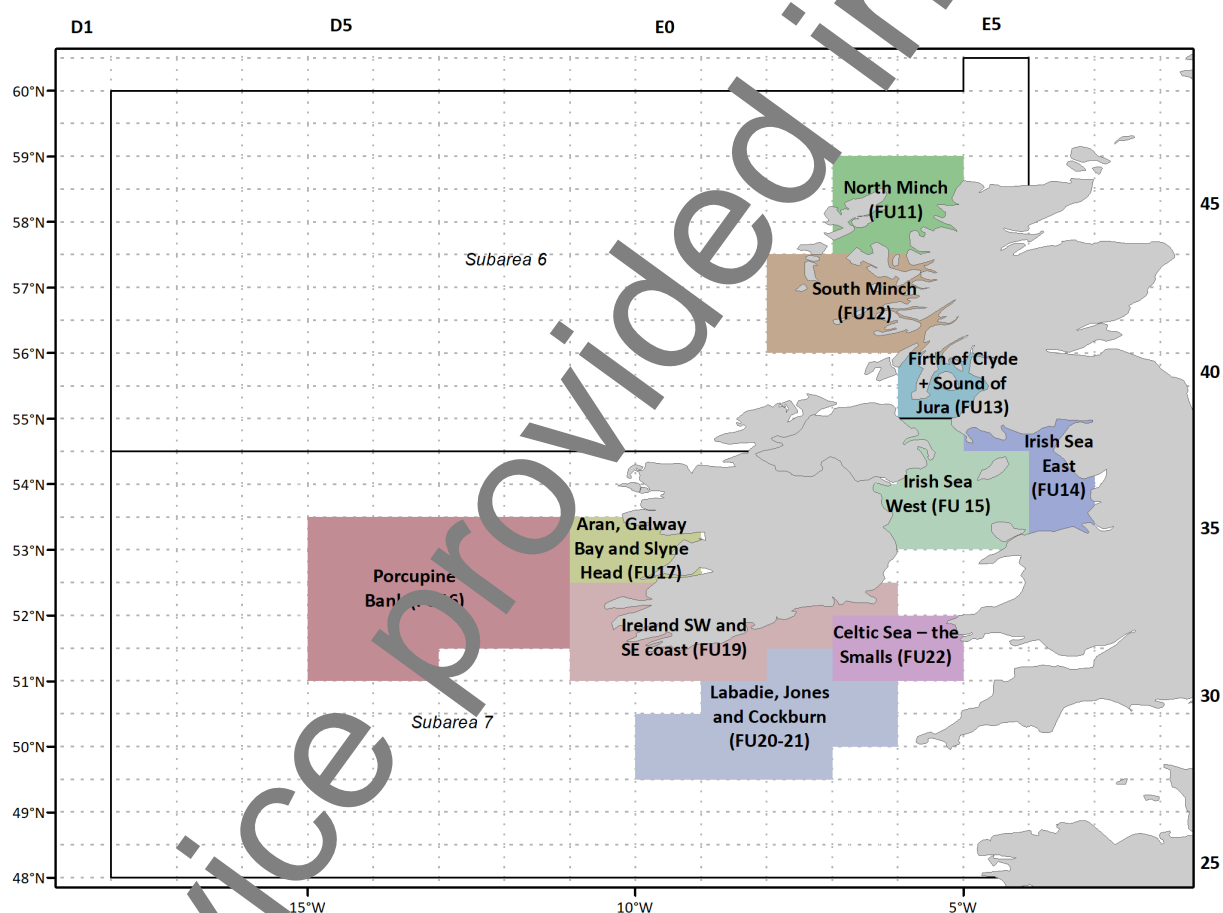 D1 D5 E0 E5
60°N
59°N
North Minch
(FU11)
45
58°N
Subarea 6
57°N
South Minch
(FU12)
56°N
Firth of Clyde
+ Sound of
Jura (FU13)
40
55°N
Irish Sea
East
(FU14)
54°N
Irish Sea
West (FU 15)
Aran, Galway
Bay and Slyne
Head (FU17)
35
53°N
Porcupine
52°N
Ireland SW and
SE coast (FU19)
Celtic Sea – the
Smalls (FU22)
51°N
30
Labadie, Jones
and Cockburn
(FU20-21)
Subarea 7
50°N
49°N
48°N
25
15°W 10°W 5°W
vice provided in